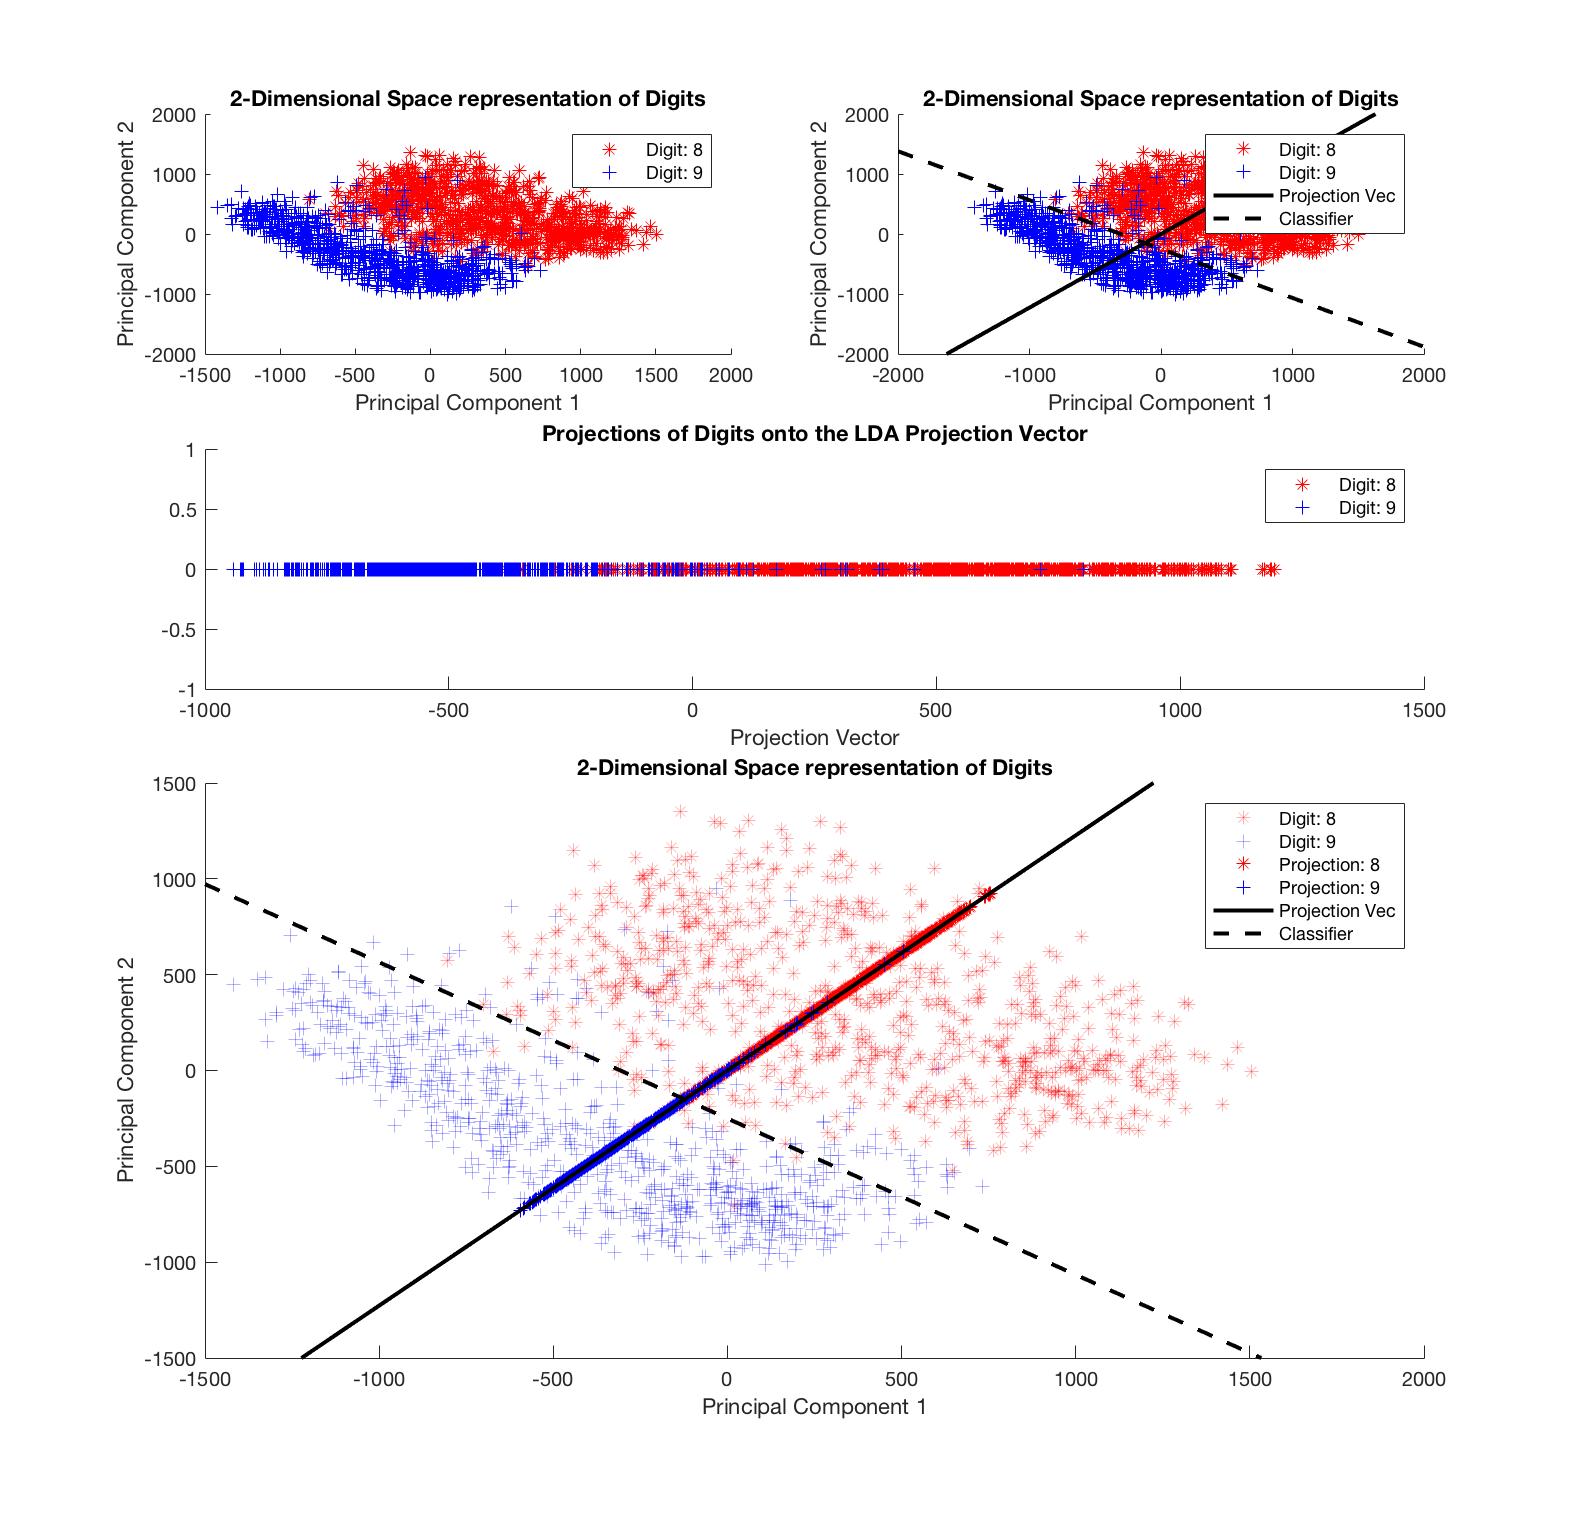 2-Dimensional Space representation of Digits
2000
1000
0
-1000
-2000
Principal Component 2
-1500 -1000 -500 0 500 1000 1500 2000
Principal Component 1
Digit: 8
Digit: 9
2-Dimensional Space representation of Digits
2000
1000
0
-1000
-2000
Principal Component 2
-2000 -1000 0 1000 2000
Principal Component 1
Digit: 8
Digit: 9
Projection Vec
Classifier
Projections of Digits onto the LDA Projection Vector
1
0.5
0
-0.5
-1
-1000 -500 0 500 1000 1500
Projection Vector
Digit: 8
Digit: 9
2-Dimensional Space representation of Digits
1500
1000
500
0
-500
-1000
-1500
Principal Component 2
-1500 -1000 -500 0 500 1000 1500 2000
Principal Component 1
Digit: 8
Digit: 9
Projection: 8
Projection: 9
Projection Vec
Classifier